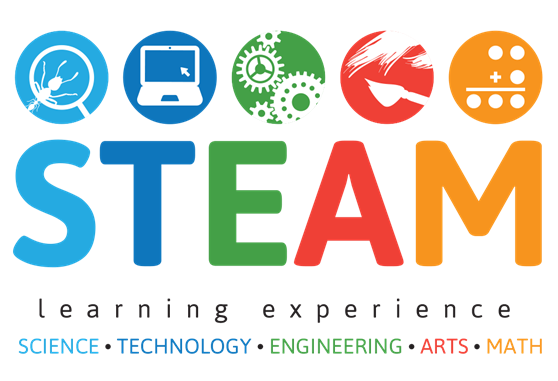 STEAM
learning experience
SCIENCE • TECHNOLOGY • ENGINEERING • ARTS • MATH